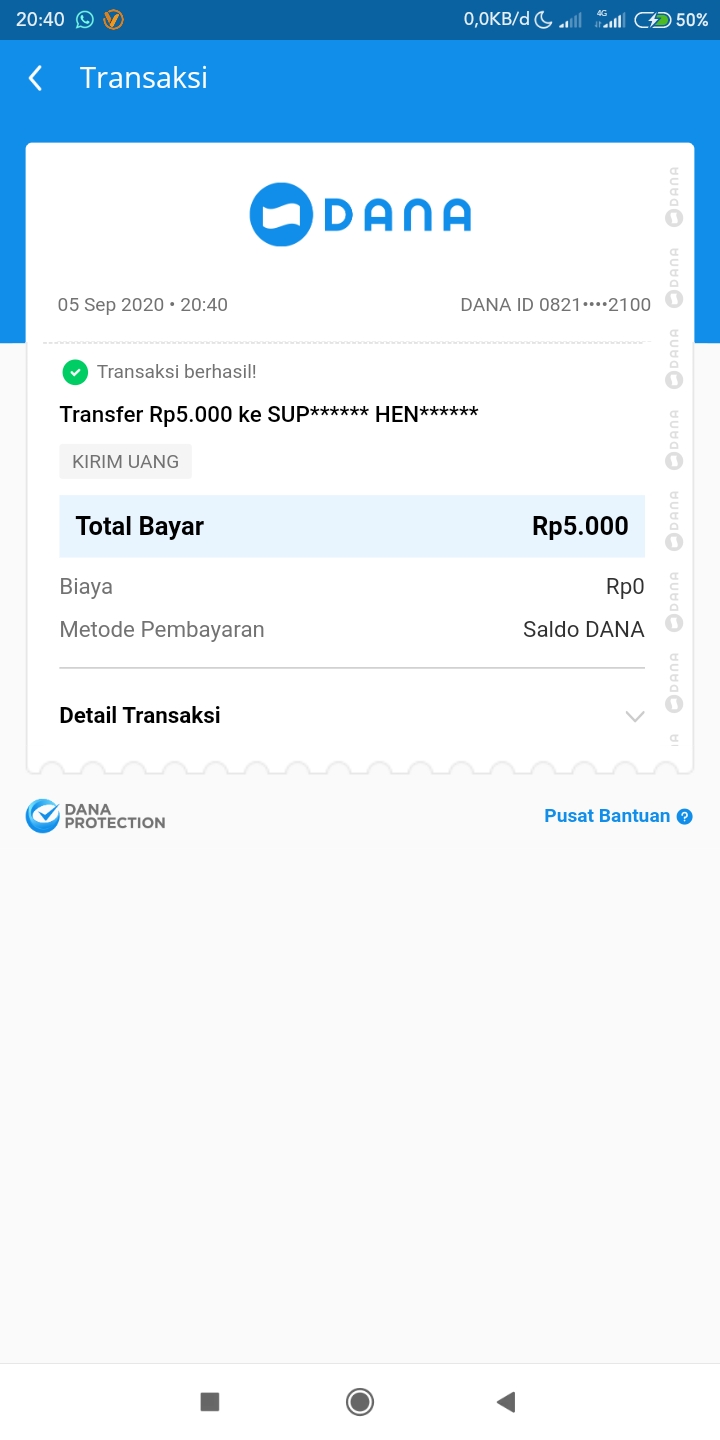 20:40 0,0KB/d 4G 50%
Transaksi
DANA
05 Sep 2020 • 20:40 DANA ID 0821••••2100
Transaksi berhasil!
Transfer Rp5.000 ke SUP****** HEN******
KIRIM UANG
Total Bayar Rp5.000
Biaya Rp0
Metode Pembayaran Saldo DANA
Detail Transaksi
DANA
PROTECTION
Pusat Bantuan ?
DANA
DANA
DANA
DANA
DANA
DANA
DANA